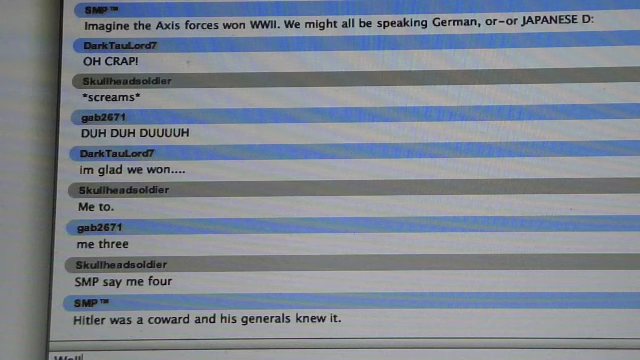 SMP™
Imagine the Axis forces won WWII. We might all be speaking German, or-or JAPANESE D:
DarkTauLord7
OH CRAP!
Skullheadsoldier
*screams*
gab2671
DUH DUH DUUUUH
DarkTauLord7
im glad we won....
Skullheadsoldier
Me to.
gab2671
me three
Skullheadsoldier
SMP say me four
SMP™
Hitler was a coward and his generals knew it.